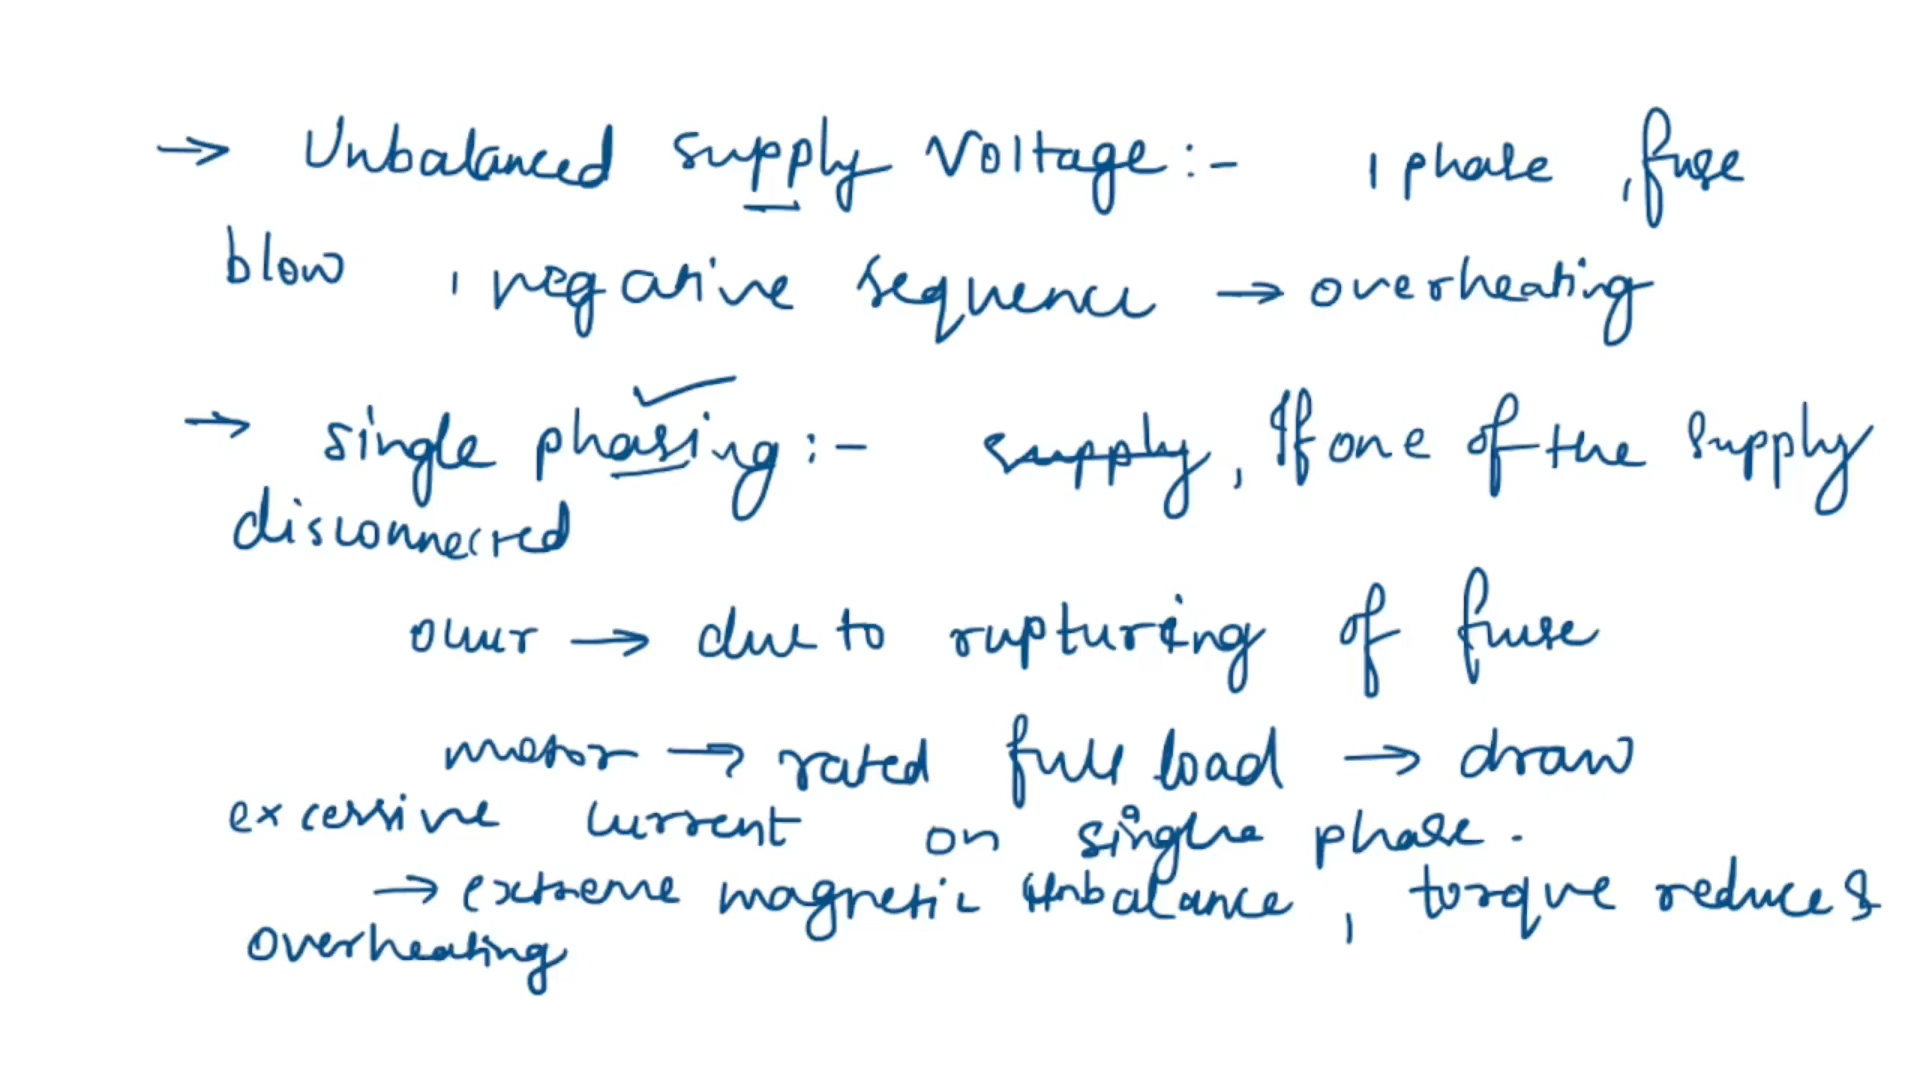 → Unbalanced supply Voltage :- 1 phase , fuse
blow , negative sequence → overheating
→ single phasing :- supply, If one of the supply
disconnected
occur → due to rupturing of fuse
motor → rated full load → draw
excessive current on single phase.
→ extreme magnetic unbalance , torque reduce &
overheating